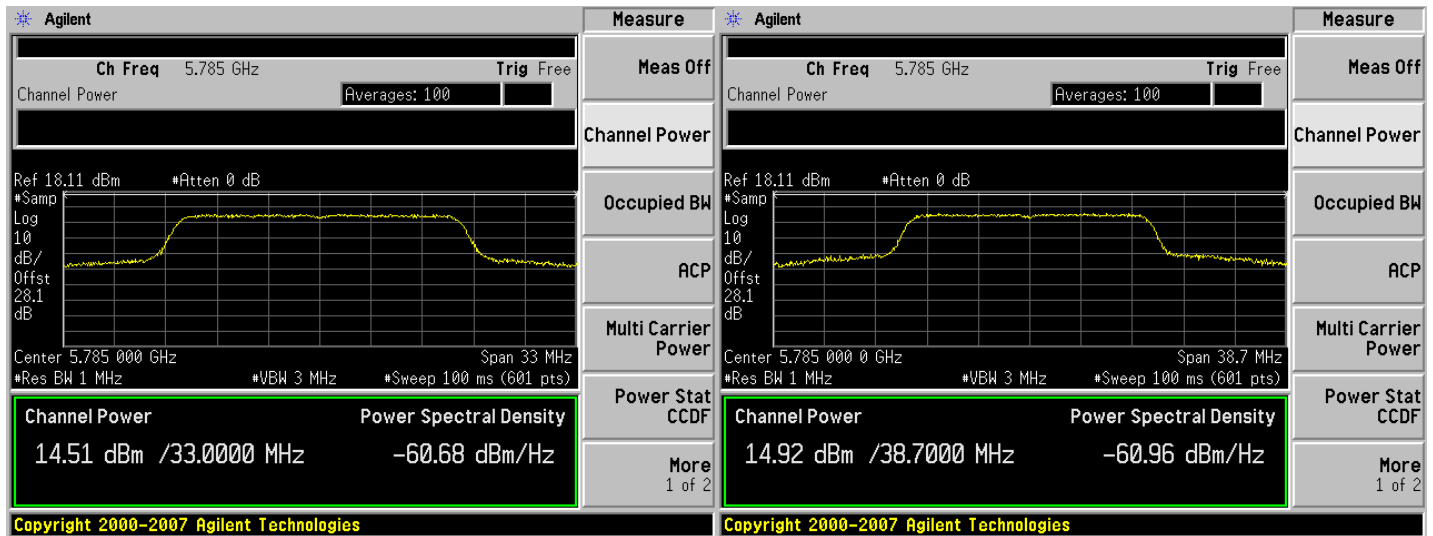 Agilent
Ch Freq 5.785 GHz Trig Free
Channel Power Averages: 100
Ref 18.11 dBm #Atten 0 dB
#Samp
Log
10
dB/
Offst
28.1
dB
Center 5.785 000 GHz Span 33 MHz
#Res BW 1 MHz #VBW 3 MHz #Sweep 100 ms (601 pts)
Channel Power Power Spectral Density
14.51 dBm /33.0000 MHz -60.68 dBm/Hz
Copyright 2000-2007 Agilent Technologies
Measure
Meas Off
Channel Power
Occupied BW
ACP
Multi Carrier
Power
Power Stat
CCDF
More
1 of 2
Agilent
Ch Freq 5.785 GHz Trig Free
Channel Power Averages: 100
Ref 18.11 dBm #Atten 0 dB
#Samp
Log
10
dB/
Offst
28.1
dB
Center 5.785 000 0 GHz Span 38.7 MHz
#Res BW 1 MHz #VBW 3 MHz #Sweep 100 ms (601 pts)
Channel Power Power Spectral Density
14.92 dBm /38.7000 MHz -60.96 dBm/Hz
Copyright 2000-2007 Agilent Technologies
Measure
Meas Off
Channel Power
Occupied BW
ACP
Multi Carrier
Power
Power Stat
CCDF
More
1 of 2